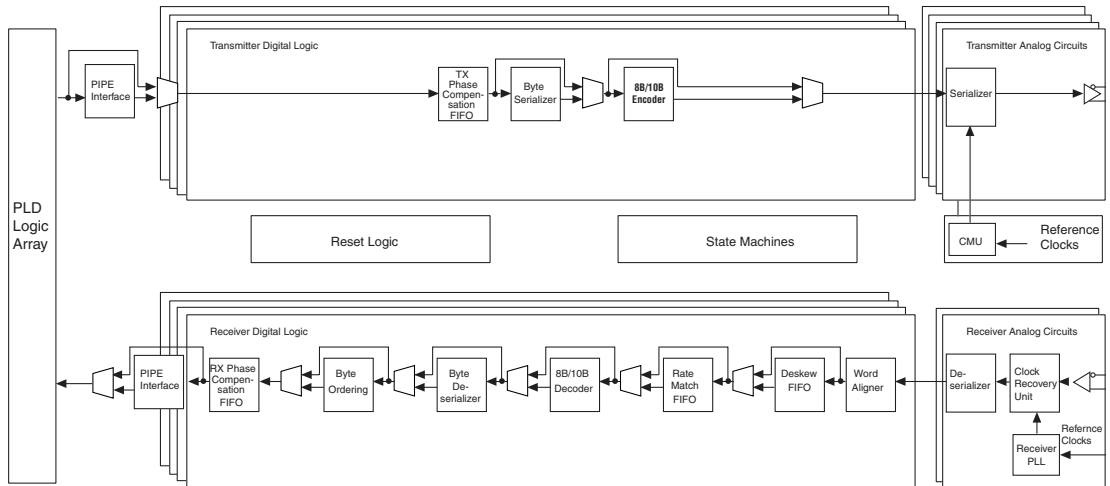 Transmitter Digital Logic
Transmitter Analog Circuits
PIPE
Interface
TX
Phase
Compen-
sation
FIFO
Byte
Serializer
8B/10B
Encoder
Serializer
PLD
Logic
Array
Reset Logic
State Machines
CMU
Reference
Clocks
Receiver Digital Logic
Receiver Analog Circuits
PIPE
Interface
RX Phase
Compen-
sation
FIFO
Byte
Ordering
Byte
De-
serializer
8B/10B
Decoder
Rate
Match
FIFO
Deskew
FIFO
Word
Aligner
De-
serializer
Clock
Recovery
Unit
Refernce
Clocks
Receiver
PLL